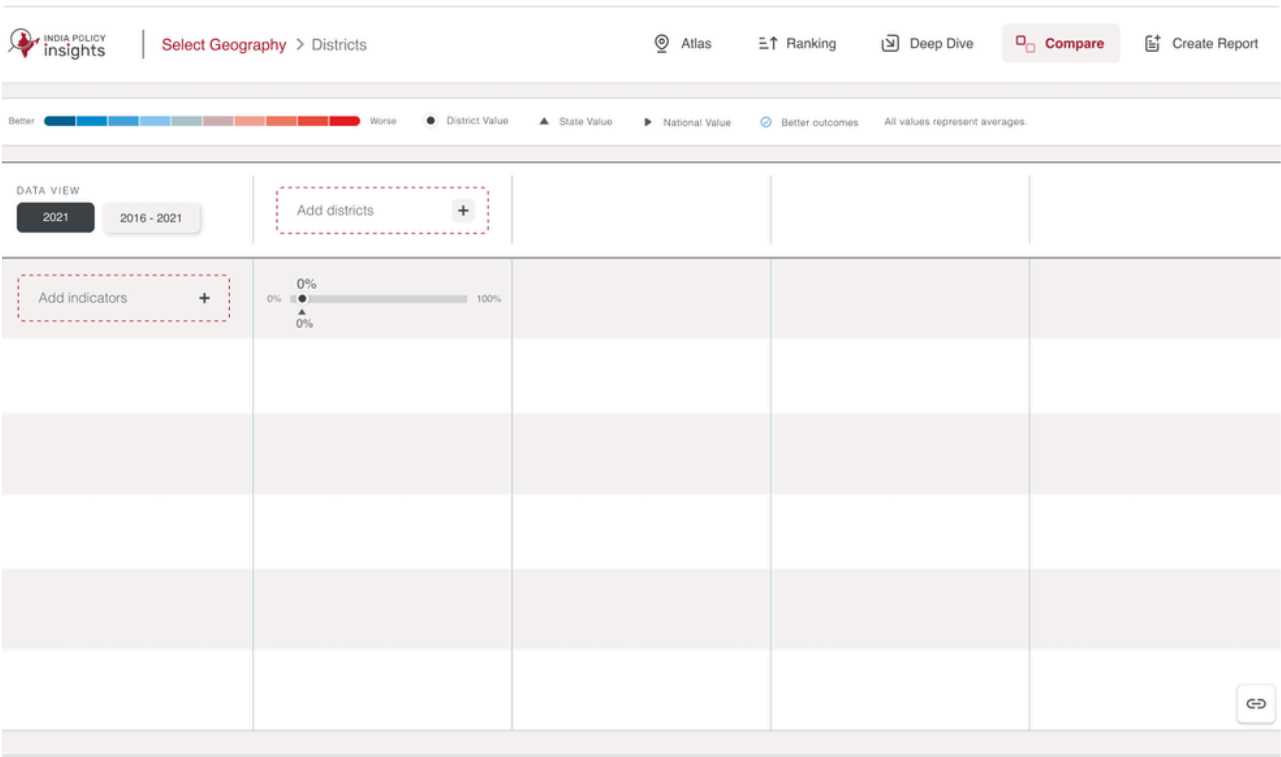 INDIA POLICY
insights
Select Geography > Districts
Atlas
Ranking
Deep Dive
Compare
Create Report
Better
Worse
District Value
State Value
National Value
Better outcomes
All values represent averages.
DATA VIEW
2021
2016 - 2021
Add districts +
Add indicators +
0%
0%
100%
0%